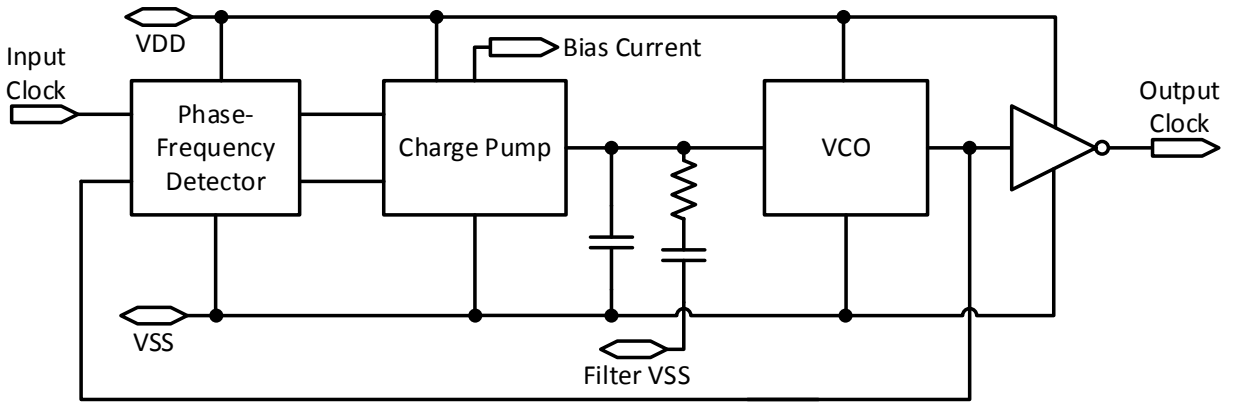 VDD
Input
Clock
Bias Current
Phase-
Frequency
Detector
Charge Pump
VCO
Output
Clock
VSS
Filter VSS